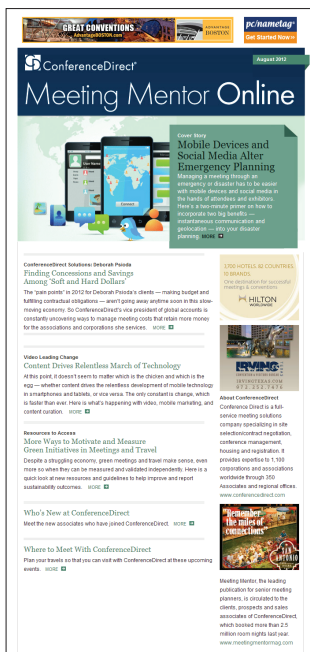 GREAT CONVENTIONS
AdvantageBOSTON.com
ADVANTAGE
BOSTON
pc/nametag®
Get Started Now »
August 2012
ConferenceDirect®
Meeting Mentor Online
Cover Story
Mobile Devices and
Social Media Alter
Emergency Planning
Managing a meeting through an
emergency or disaster has to be easier
with mobile devices and social media in
the hands of attendees and exhibitors.
Here's a two-minute primer on how to
incorporate two big benefits —
instantaneous communication and
geolocation — into your disaster
planning. MORE
Connect
ConferenceDirect Solutions: Deborah Psioda
Finding Concessions and Savings
Among 'Soft and Hard Dollars'
The "pain points" in 2012 for Deborah Psioda's clients — making budget and
fulfilling contractual obligations — aren't going anytime soon in this slow-
moving economy. So ConferenceDirect's vice president of global accounts is
constantly uncovering ways to manage meeting costs that retain more money
for the associations and corporations she services. MORE
Video Leading Change
Content Drives Relentless March of Technology
At this point, it doesn't seem to matter which is the chicken and which is the
egg — whether content drives the relentless development of mobile technology
in smartphones and tablets, or vice versa. The only constant is change, which
is faster than ever. Here is what's happening with video, mobile marketing, and
content curation. MORE
Resources to Access
More Ways to Motivate and Measure
Green Initiatives in Meetings and Travel
Despite a struggling economy, green meetings and travel make sense, even
more so when they can be measured and validated independently. Here is a
quick look at new resources and guidelines to help improve and report
sustainability outcomes. MORE
Who's New at ConferenceDirect
Meet the new associates who have joined ConferenceDirect. MORE
Where to Meet With ConferenceDirect
Plan your travels so that you can visit with ConferenceDirect at these upcoming
events. MORE
3700 HOTELS. 82 COUNTRIES.
10 BRANDS.
One destination for successful
meetings & conventions
HILTON
WORLDWIDE
IRVING
IRVINGTEXAS.COM
972 252 7476
About ConferenceDirect
Conference Direct is a full-
service meeting solutions
company specializing in site
selection/contract negotiation,
conference management,
housing and registration. It
provides expertise to 1,100
corporations and associations
worldwide through 350
Associates and regional offices.
www.conferencedirect.com
Remember
the miles of
connections
SAN ANTONIO
Meeting Mentor, the leading
publication for senior meeting
planners, is circulated to the
clients, prospects and sales
associates of ConferenceDirect,
which booked more than 2.5
million room nights last year.
www.meetingmentormag.com